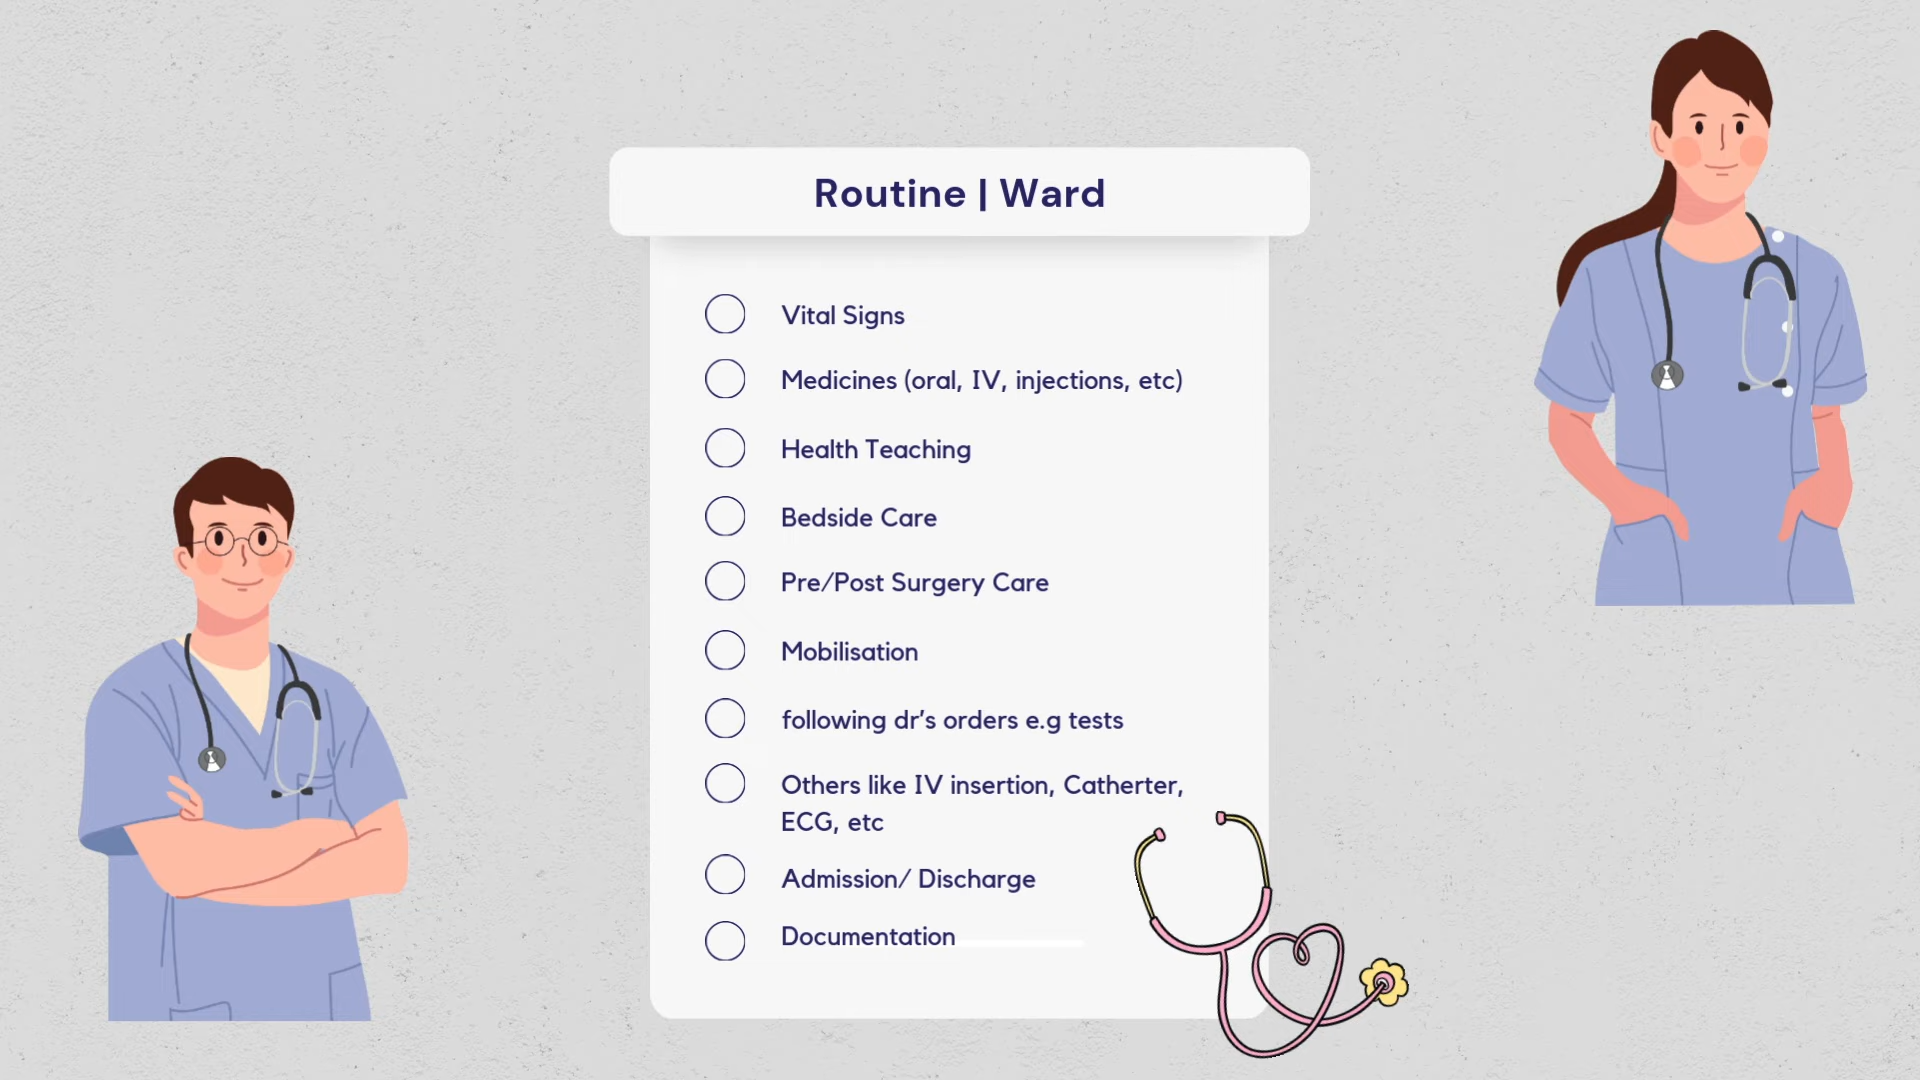 Routine | Ward
Vital Signs
Medicines (oral, IV, injections, etc)
Health Teaching
Bedside Care
Pre/Post Surgery Care
Mobilisation
following dr's orders e.g tests
Others like IV insertion, Catherter,
ECG, etc
Admission/ Discharge
Documentation